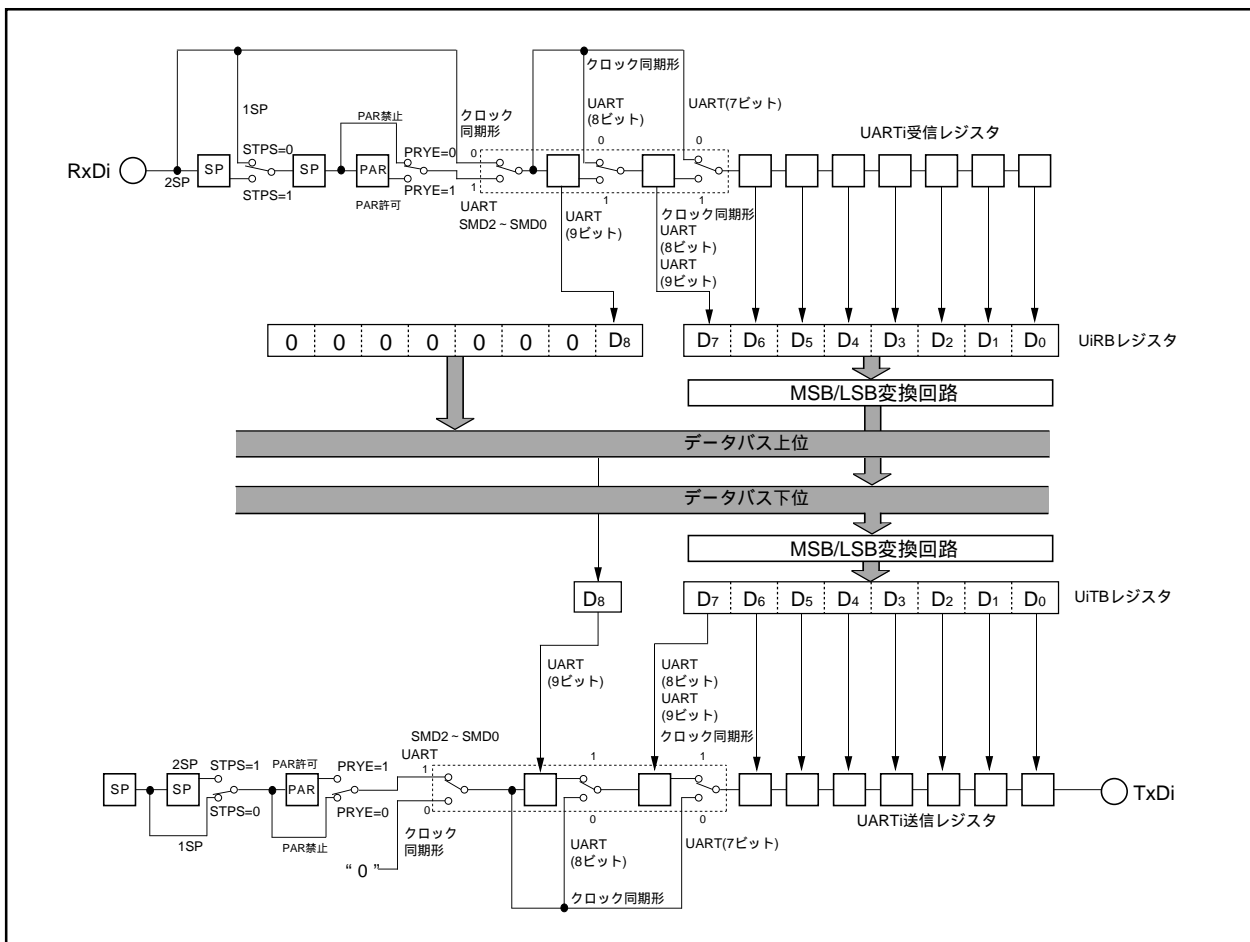 クロック同期形
1SP
PAR禁止
クロック
同期形
UART
(8ビット)
UART(7ビット)
UARTi受信レジスタ
STPS=0
PRYE=0
0
0
0
RxDi
2SP
SP
SP
PAR
STPS=1
PAR許可
PRYE=1
1
1
1
UART
SMD2~SMD0
UART
(9ビット)
クロック同期形
UART
(8ビット)
UART
(9ビット)
0 0 0 0 0 0 0 D8
D7 D6 D5 D4 D3 D2 D1 D0
UiRBレジスタ
MSB/LSB変換回路
データバス上位
データバス下位
MSB/LSB変換回路
D8
D7 D6 D5 D4 D3 D2 D1 D0
UiTBレジスタ
UART
(9ビット)
UART
(8ビット)
UART
(9ビット)
クロック同期形
SMD2~SMD0
UART
2SP
STPS=1
PAR許可
PRYE=1
1
1
1
SP
SP
PAR
TxDi
STPS=0
PRYE=0
0
0
0
UARTi送信レジスタ
1SP
PAR禁止
クロック
同期形
UART
(8ビット)
UART(7ビット)
“0”
クロック同期形